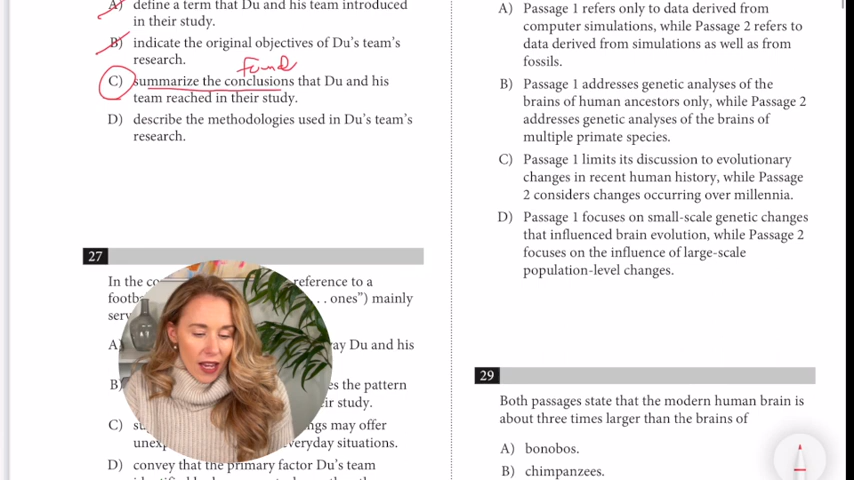 A) define a term that Du and his team introduced
in their study.
B) indicate the original objectives of Du's team's
research.
Found
C) summarize the conclusions that Du and his
team reached in their study.
D) describe the methodologies used in Du's team's
research.
27
In the co reference to a
footb . . ones") mainly
serv
A) ay Du and his
B) es the pattern
ir study.
C) su ngs may offer
unex veryday situations.
D) convey that the primary factor Du's team
A) Passage 1 refers only to data derived from
computer simulations, while Passage 2 refers to
data derived from simulations as well as from
fossils.
B) Passage 1 addresses genetic analyses of the
brains of human ancestors only, while Passage 2
addresses genetic analyses of the brains of
multiple primate species.
C) Passage 1 limits its discussion to evolutionary
changes in recent human history, while Passage
2 considers changes occurring over millennia.
D) Passage 1 focuses on small-scale genetic changes
that influenced brain evolution, while Passage 2
focuses on the influence of large-scale
population-level changes.
29
Both passages state that the modern human brain is
about three times larger than the brains of
A) bonobos.
B) chimpanzees.